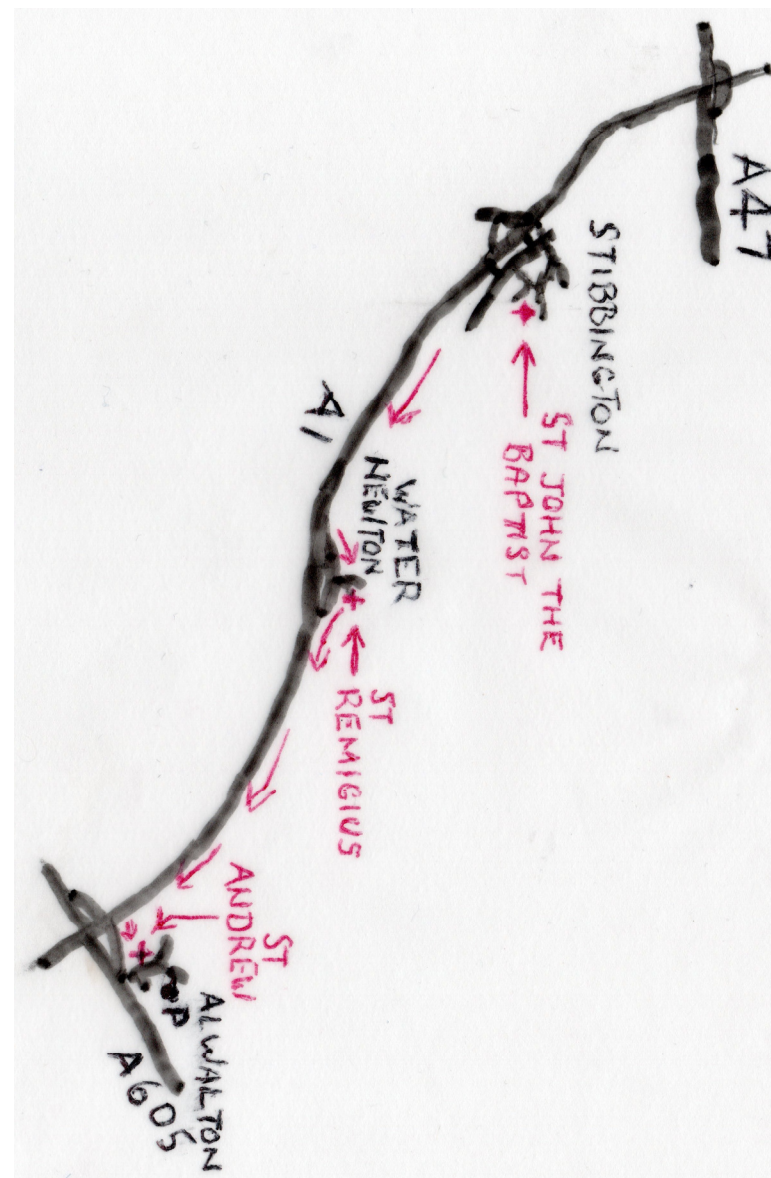 A47
STIBBINGTON
ST JOHN THE
BAPTIST
A1
WATER
NEWTON
ST
REMIGIUS
ST
ANDREW
P
ALWALTON
A605